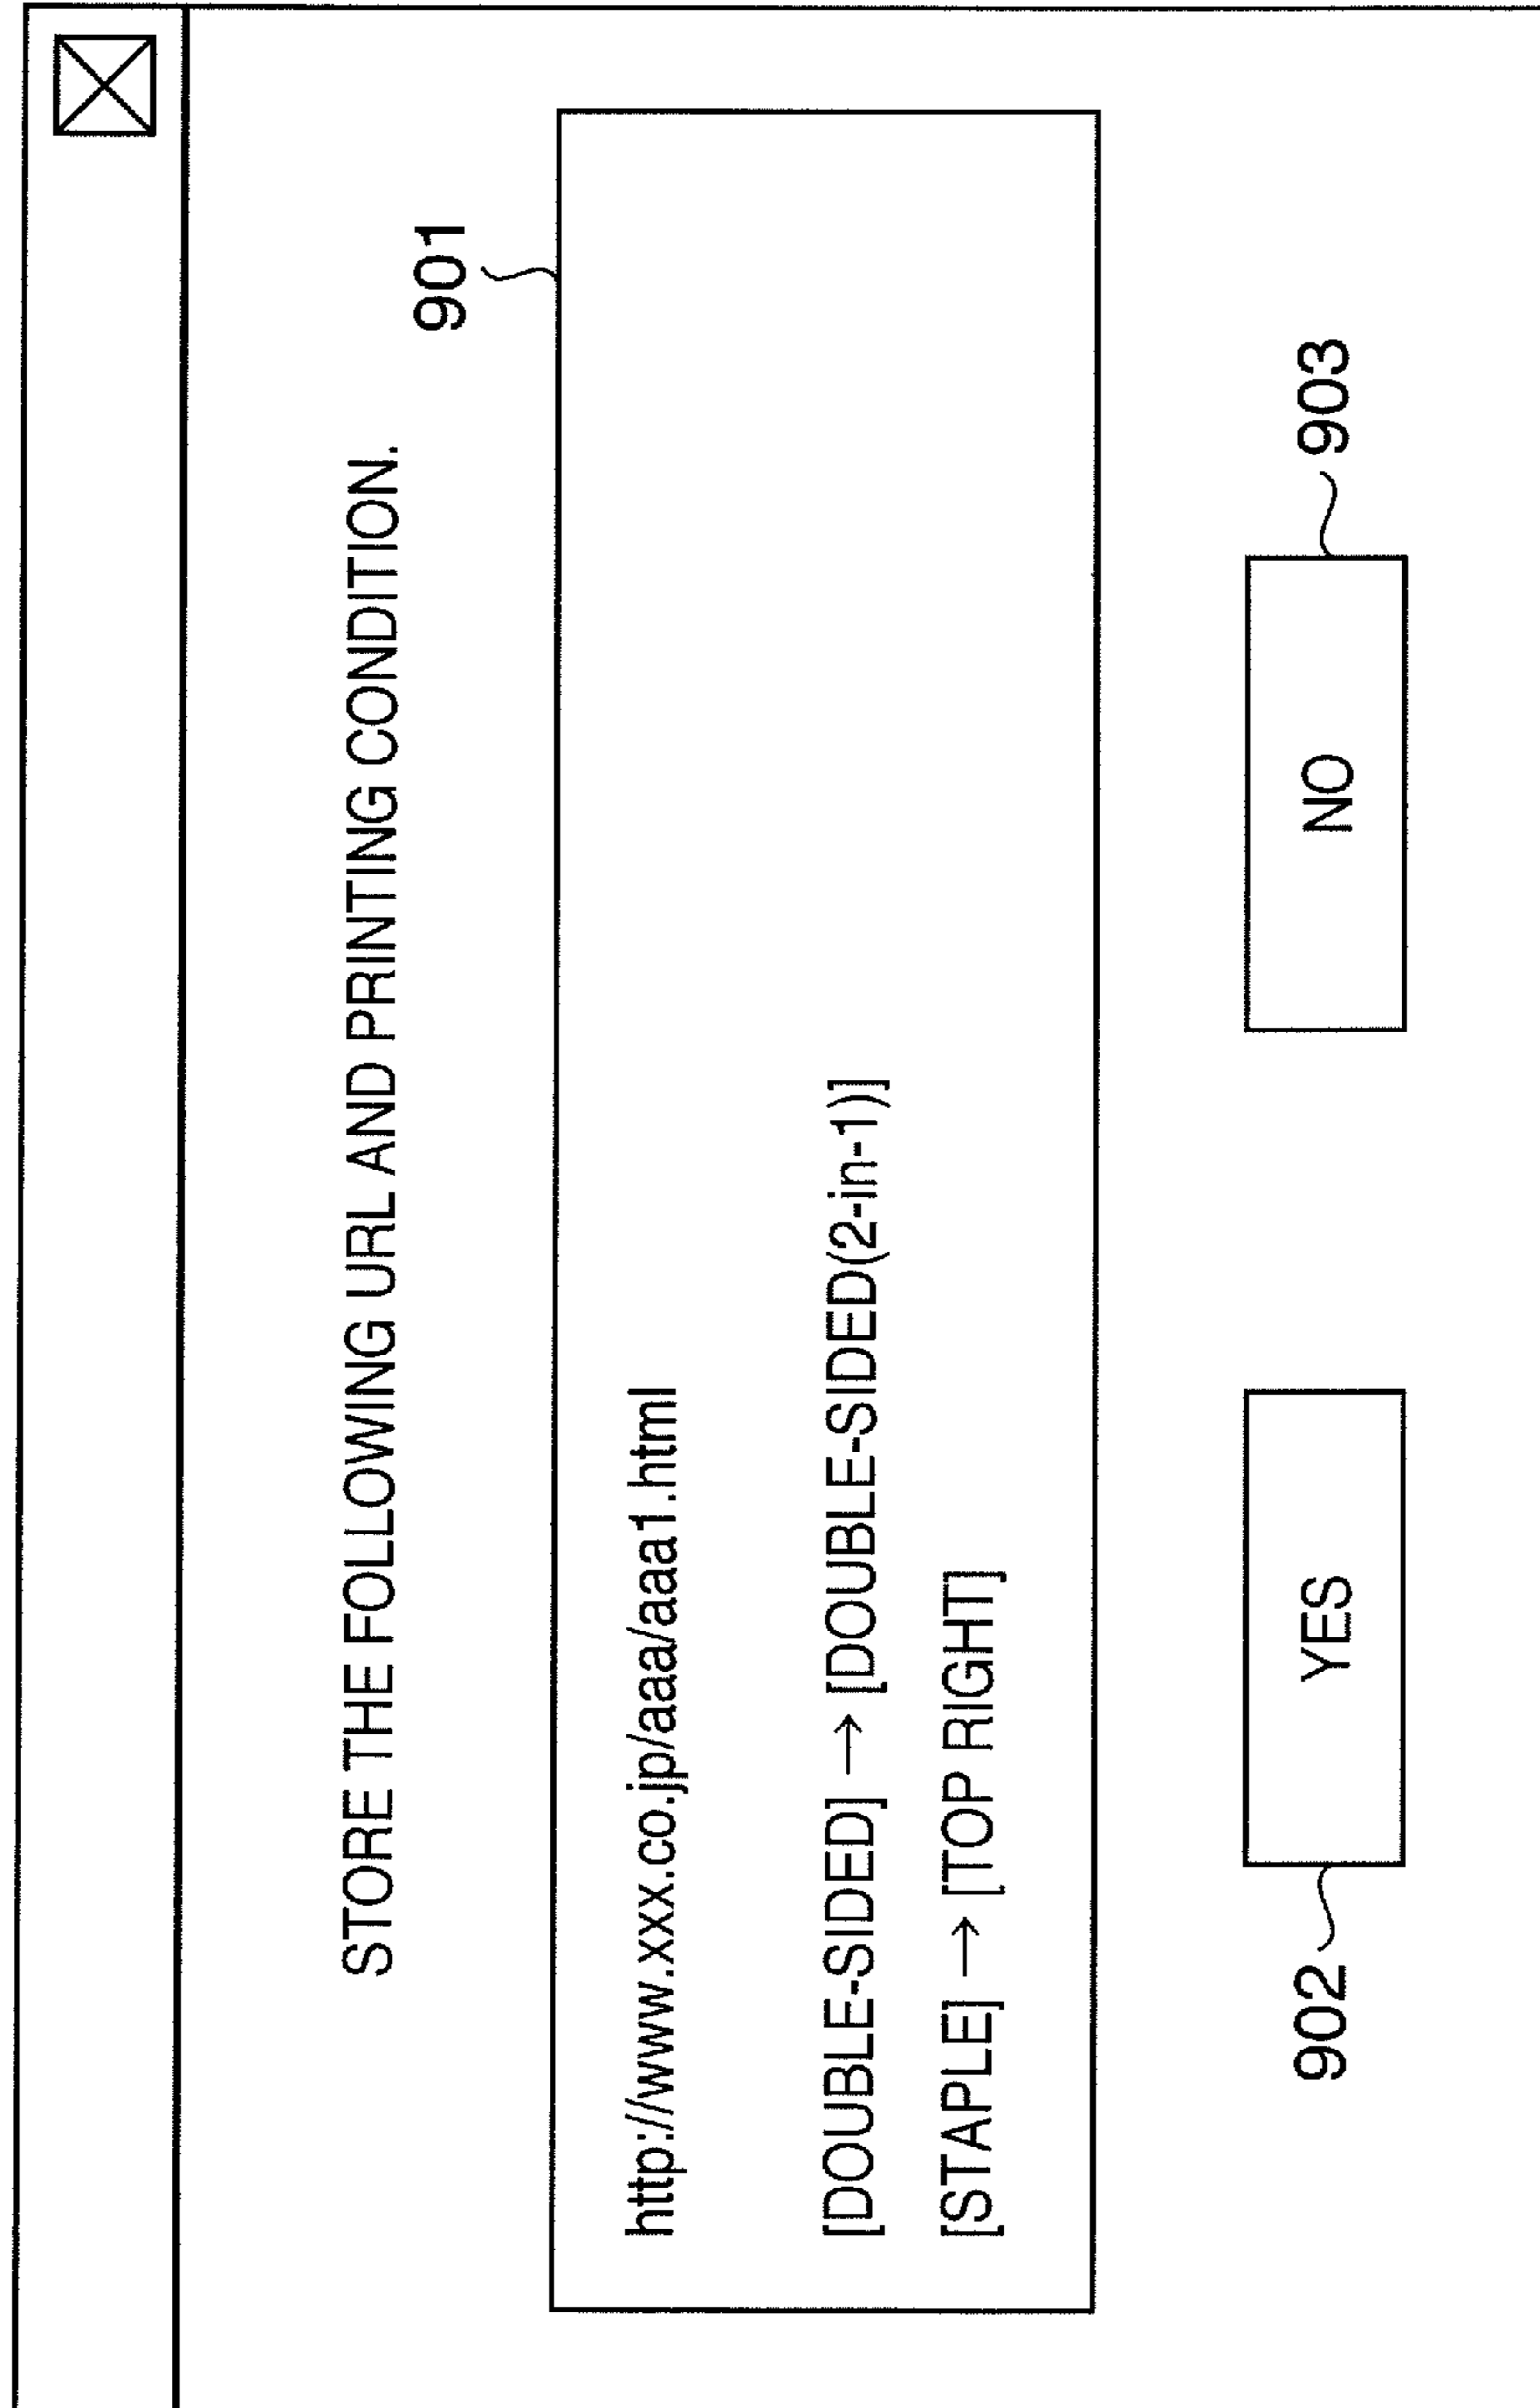 STORE THE FOLLOWING URL AND PRINTING CONDITION.
901
http://www.xxx.co.jp/aaa/aaa1.html
[DOUBLE-SIDED] → [DOUBLE-SIDED(2-in-1)]
[STAPLE] → [TOP RIGHT]
902 YES NO 903